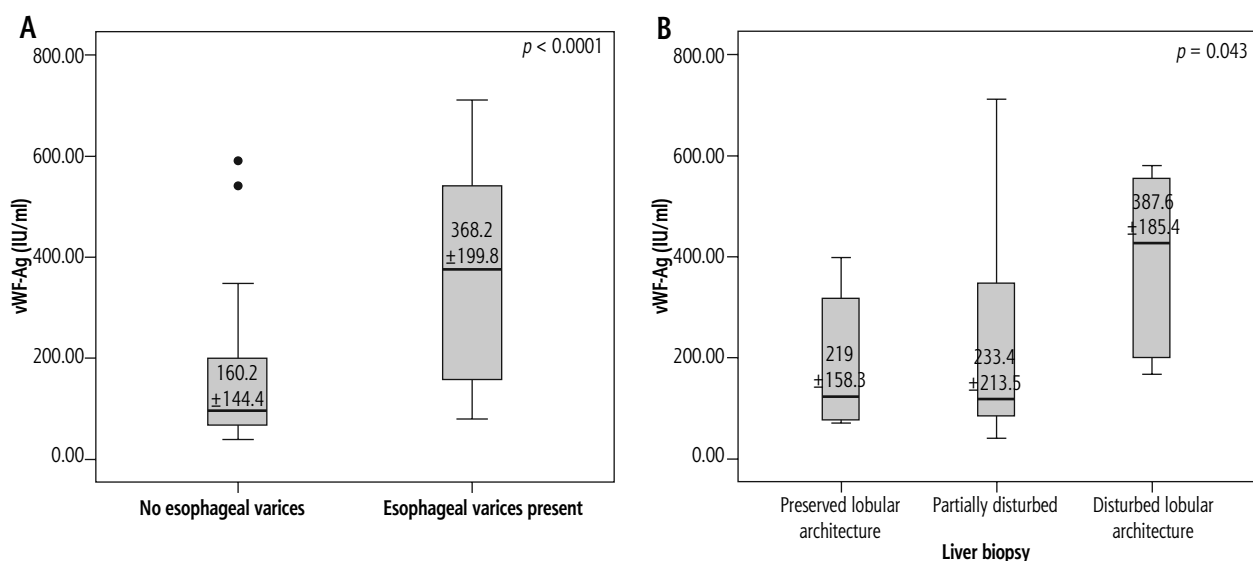 A
p < 0.0001
vWF-Ag (IU/ml)
800.00
600.00
400.00
200.00
0.00
160.2
±144.4
368.2
±199.8
No esophageal varices
Esophageal varices present
B
p = 0.043
vWF-Ag (IU/ml)
800.00
600.00
400.00
200.00
0.00
219
±158.3
233.4
±213.5
387.6
±185.4
Preserved lobular
architecture
Partially disturbed
Disturbed lobular
architecture
Liver biopsy